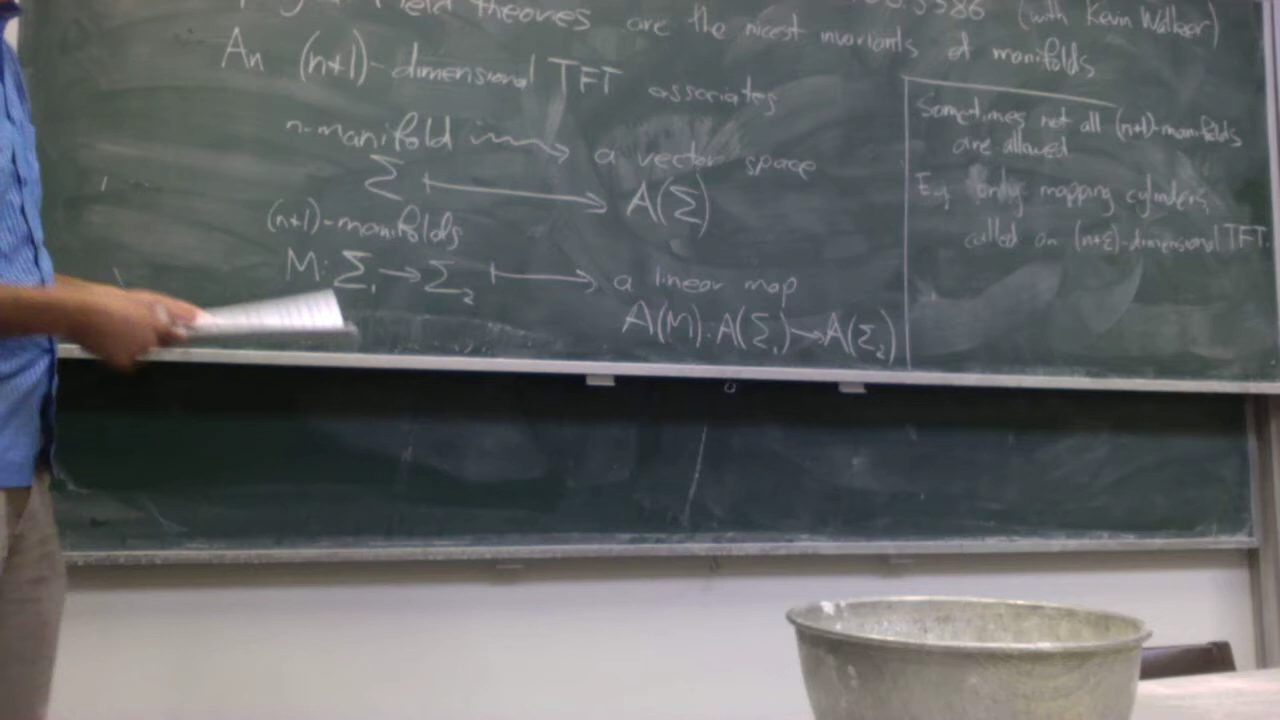 field theories are the nicest invariants of manifolds
5586 (with Kevin Walker)
An (n+1)-dimensional TFT associates
n-manifold ⇝ a vector space
Σ ↦ A(Σ)
(n+1)-manifolds
M: Σ₁ → Σ₂ ↦ a linear map
A(M): A(Σ₁) → A(Σ₂)
Sometimes not all (n+1)-manifolds
are allowed
E.g. only mapping cylinders,
called an (n+ε)-dimensional TFT.